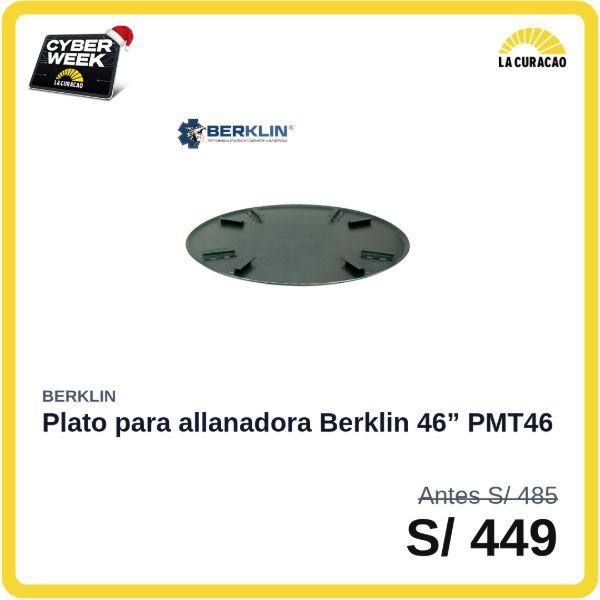 CYBER
WEEK
LA CURACAO
LA CURACAO
BERKLIN®
BERKLIN
Plato para allanadora Berklin 46” PMT46
Antes S/ 485
S/ 449